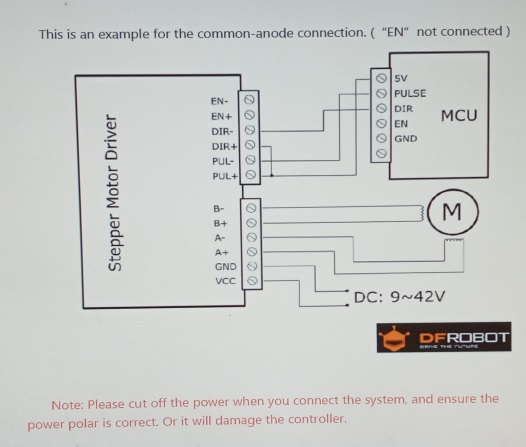 This is an example for the common-anode connection. ( “EN” not connected )
5V
PULSE
DIR
EN
GND
MCU
Stepper Motor Driver
EN-
EN+
DIR-
DIR+
PUL-
PUL+
B-
B+
A-
A+
GND
VCC
M
DC: 9~42V
DFROBOT
DRIVE THE FUTURE
Note: Please cut off the power when you connect the system, and ensure the
power polar is correct. Or it will damage the controller.